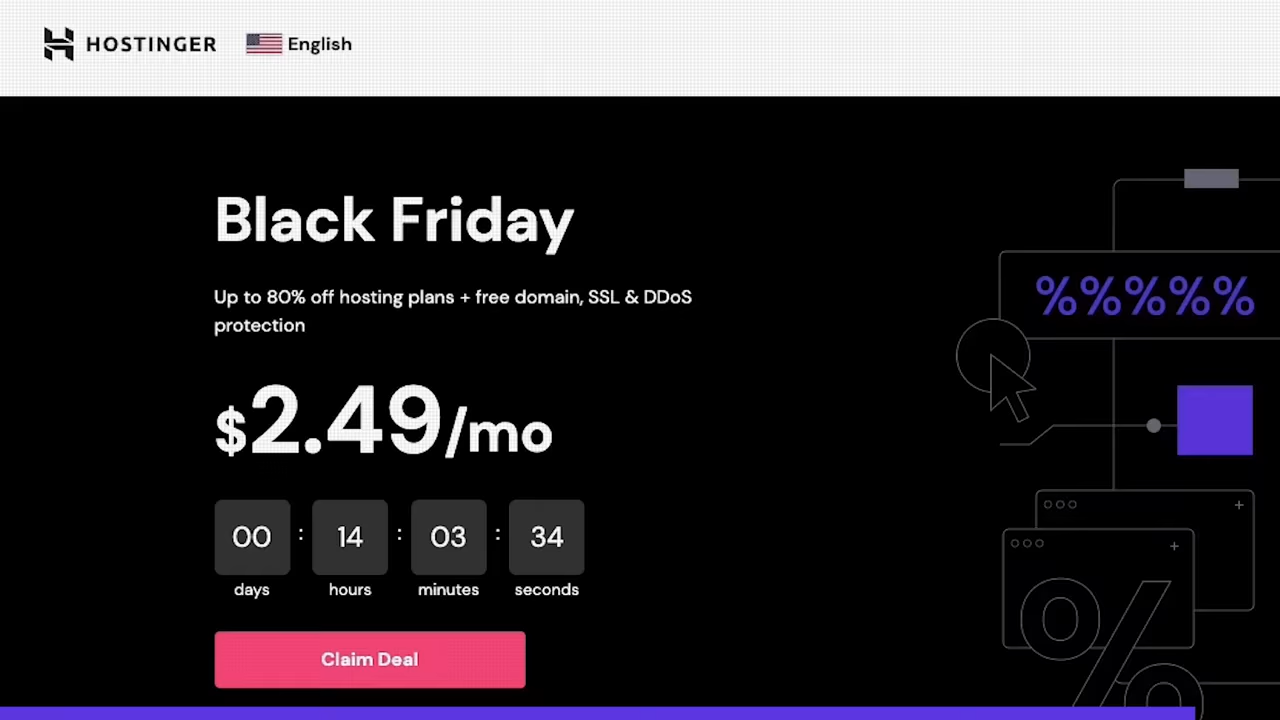 HOSTINGER English
Black Friday
Up to 80% off hosting plans + free domain, SSL & DDoS
protection
%%%%%
$2.49/mo
00 : 14 : 03 : 34
days hours minutes seconds
%
Claim Deal